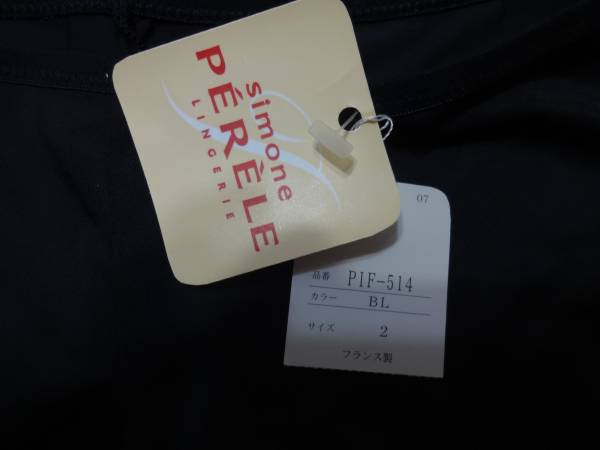 simone
PÉRÈLE
LINGERIE
07
品番 PIF-514
カラー BL
サイズ 2
フランス製